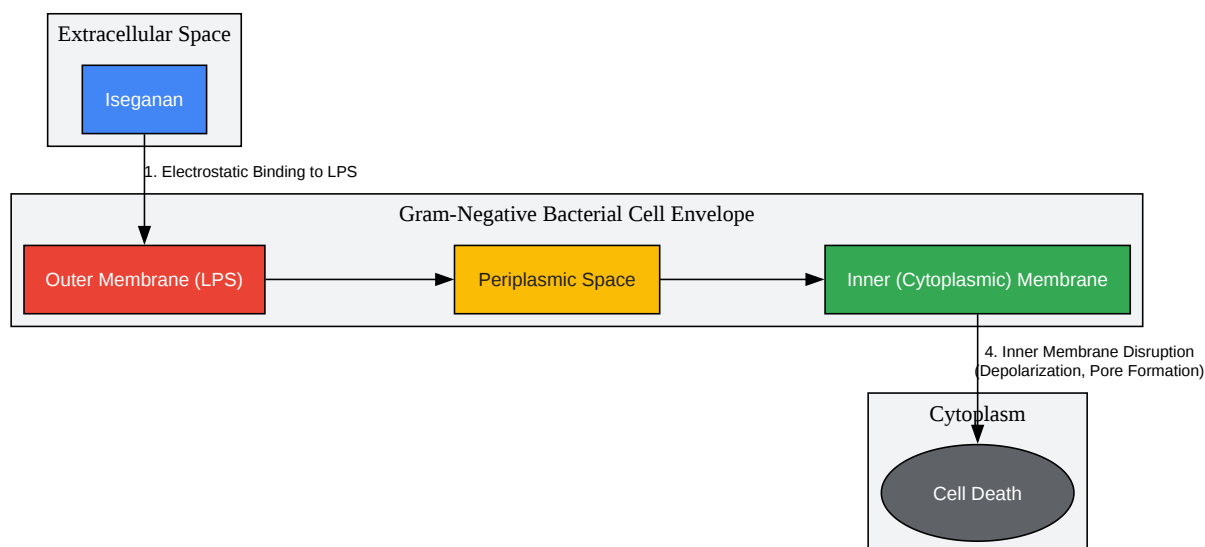 Extracellular Space
Iseganan
1. Electrostatic Binding to LPS
Gram-Negative Bacterial Cell Envelope
Outer Membrane (LPS)
Periplasmic Space
Inner (Cytoplasmic) Membrane
4. Inner Membrane Disruption
(Depolarization, Pore Formation)
Cytoplasm
Cell Death